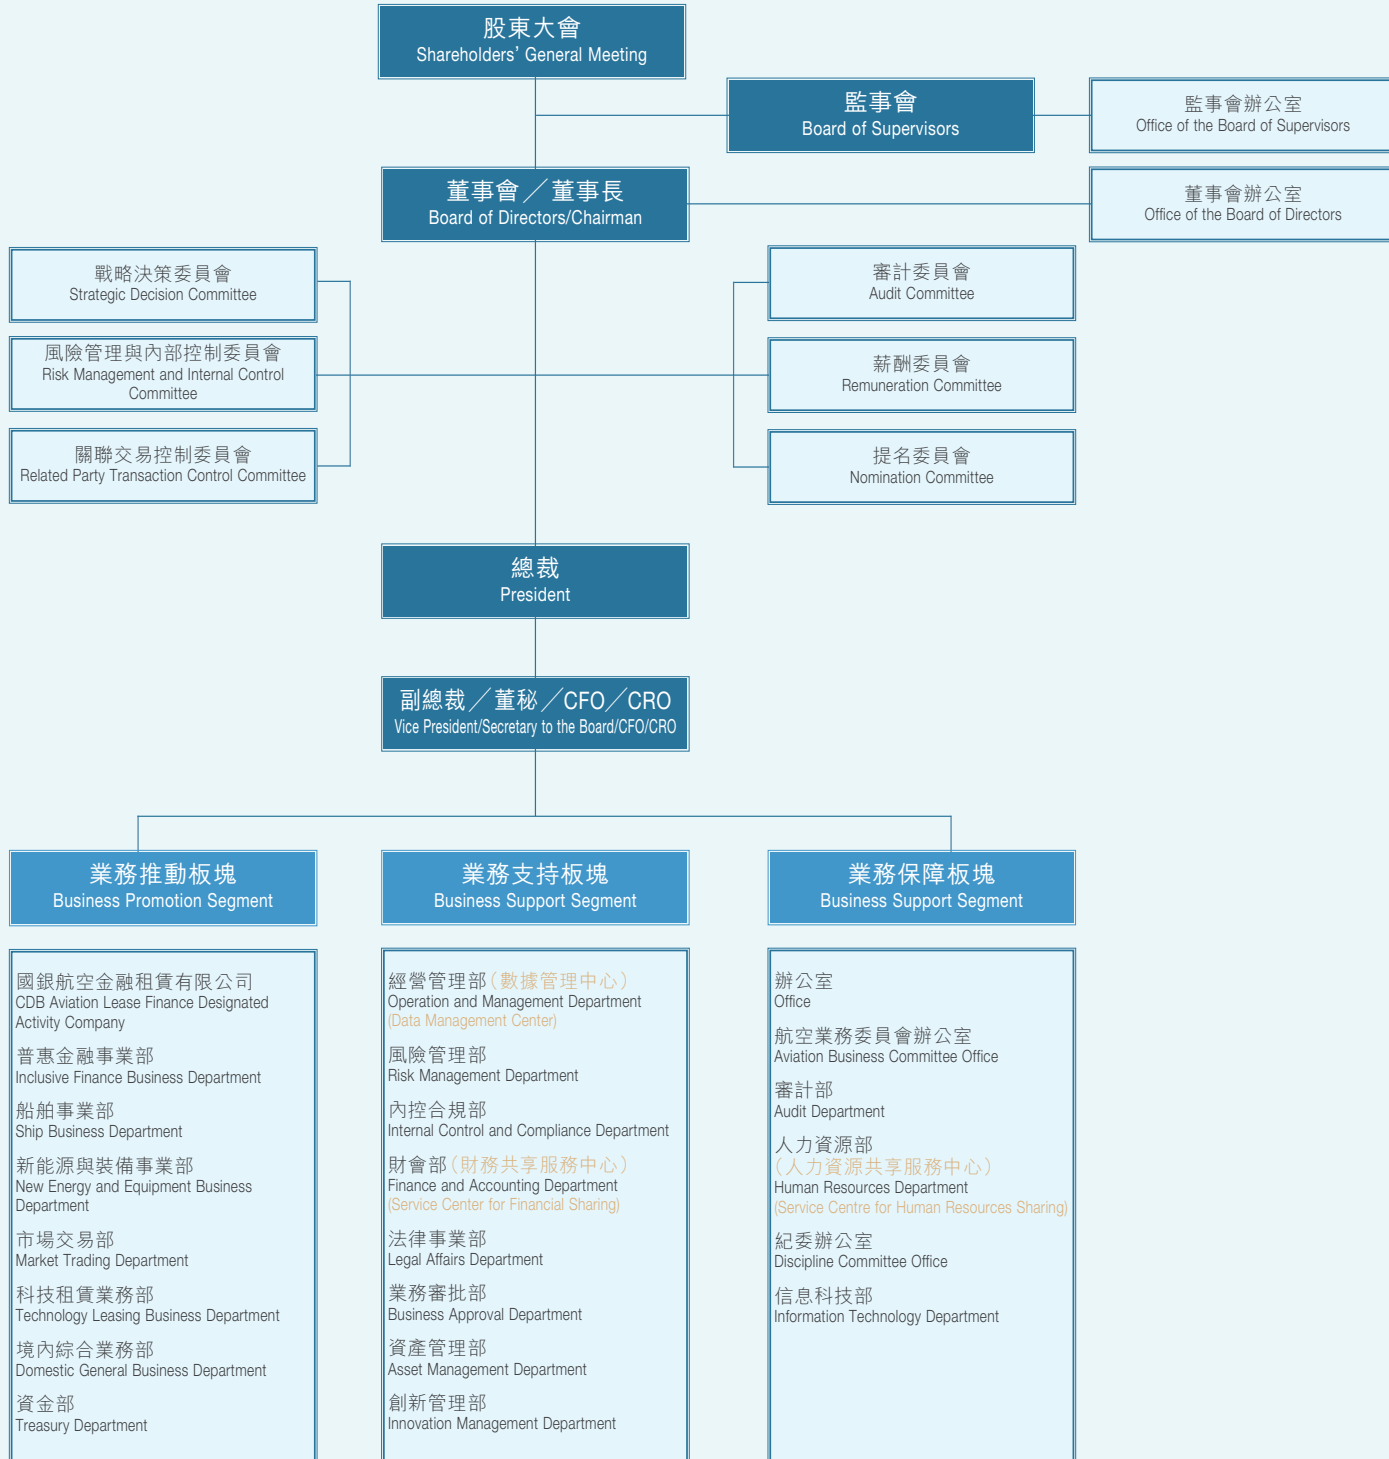 股東大會
Shareholders' General Meeting
監事會
Board of Supervisors
監事會辦公室
Office of the Board of Supervisors
董事會／董事長
Board of Directors/Chairman
董事會辦公室
Office of the Board of Directors
戰略決策委員會
Strategic Decision Committee
風險管理與內部控制委員會
Risk Management and Internal Control
Committee
關聯交易控制委員會
Related Party Transaction Control Committee
審計委員會
Audit Committee
薪酬委員會
Remuneration Committee
提名委員會
Nomination Committee
總裁
President
副總裁／董秘／CFO／CRO
Vice President/Secretary to the Board/CFO/CRO
業務推動板塊
Business Promotion Segment
國銀航空金融租賃有限公司
CDB Aviation Lease Finance Designated
Activity Company
普惠金融事業部
Inclusive Finance Business Department
船舶事業部
Ship Business Department
新能源與裝備事業部
New Energy and Equipment Business
Department
市場交易部
Market Trading Department
科技租賃業務部
Technology Leasing Business Department
境內綜合業務部
Domestic General Business Department
資金部
Treasury Department
業務支持板塊
Business Support Segment
經營管理部（數據管理中心）
Operation and Management Department
(Data Management Center)
風險管理部
Risk Management Department
內控合規部
Internal Control and Compliance Department
財會部（財務共享服務中心）
Finance and Accounting Department
(Service Center for Financial Sharing)
法律事業部
Legal Affairs Department
業務審批部
Business Approval Department
資產管理部
Asset Management Department
創新管理部
Innovation Management Department
業務保障板塊
Business Support Segment
辦公室
Office
航空業務委員會辦公室
Aviation Business Committee Office
審計部
Audit Department
人力資源部
（人力資源共享服務中心）
Human Resources Department
(Service Centre for Human Resources Sharing)
紀委辦公室
Discipline Committee Office
信息科技部
Information Technology Department